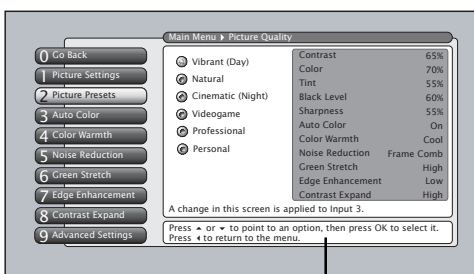 Main Menu ▸ Picture Quality
0 Go Back
1 Picture Settings
2 Picture Presets
3 Auto Color
4 Color Warmth
5 Noise Reduction
6 Green Stretch
7 Edge Enhancement
8 Contrast Expand
9 Advanced Settings
Vibrant (Day)
Natural
Cinematic (Night)
Videogame
Professional
Personal
Contrast 65%
Color 70%
Tint 55%
Black Level 60%
Sharpness 55%
Auto Color On
Color Warmth Cool
Noise Reduction Frame Comb
Green Stretch High
Edge Enhancement Low
Contrast Expand High
A change in this screen is applied to Input 3.
Press ▴ or ▾ to point to an option, then press OK to select it.
Press ◂ to return to the menu.